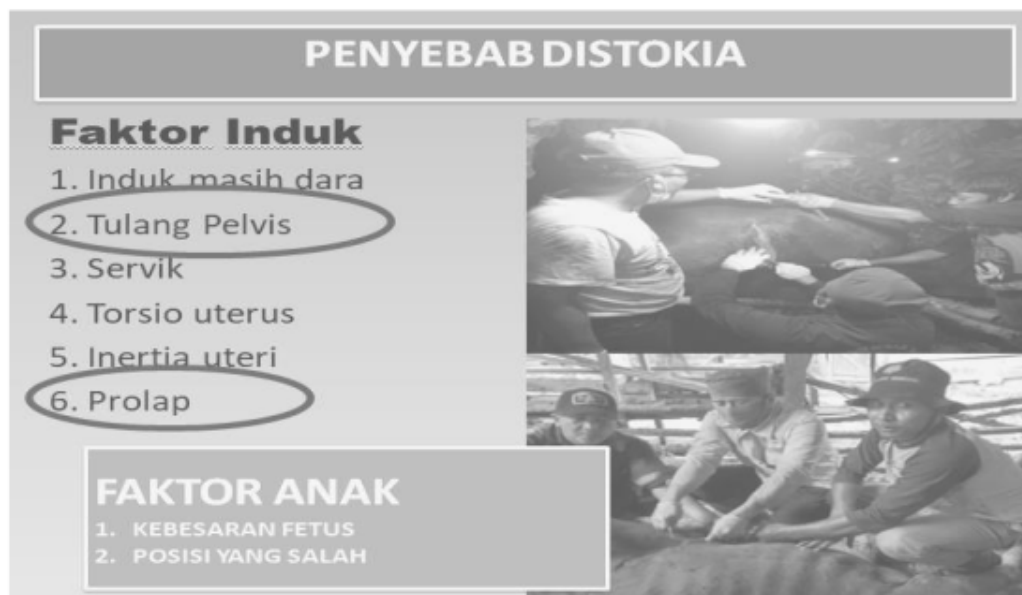 PENYEBAB DISTOKIA
Faktor Induk
1. Induk masih dara
2. Tulang Pelvis
3. Servik
4. Torsio uterus
5. Inertia uteri
6. Prolap
FAKTOR ANAK
1. KEBESARAN FETUS
2. POSISI YANG SALAH